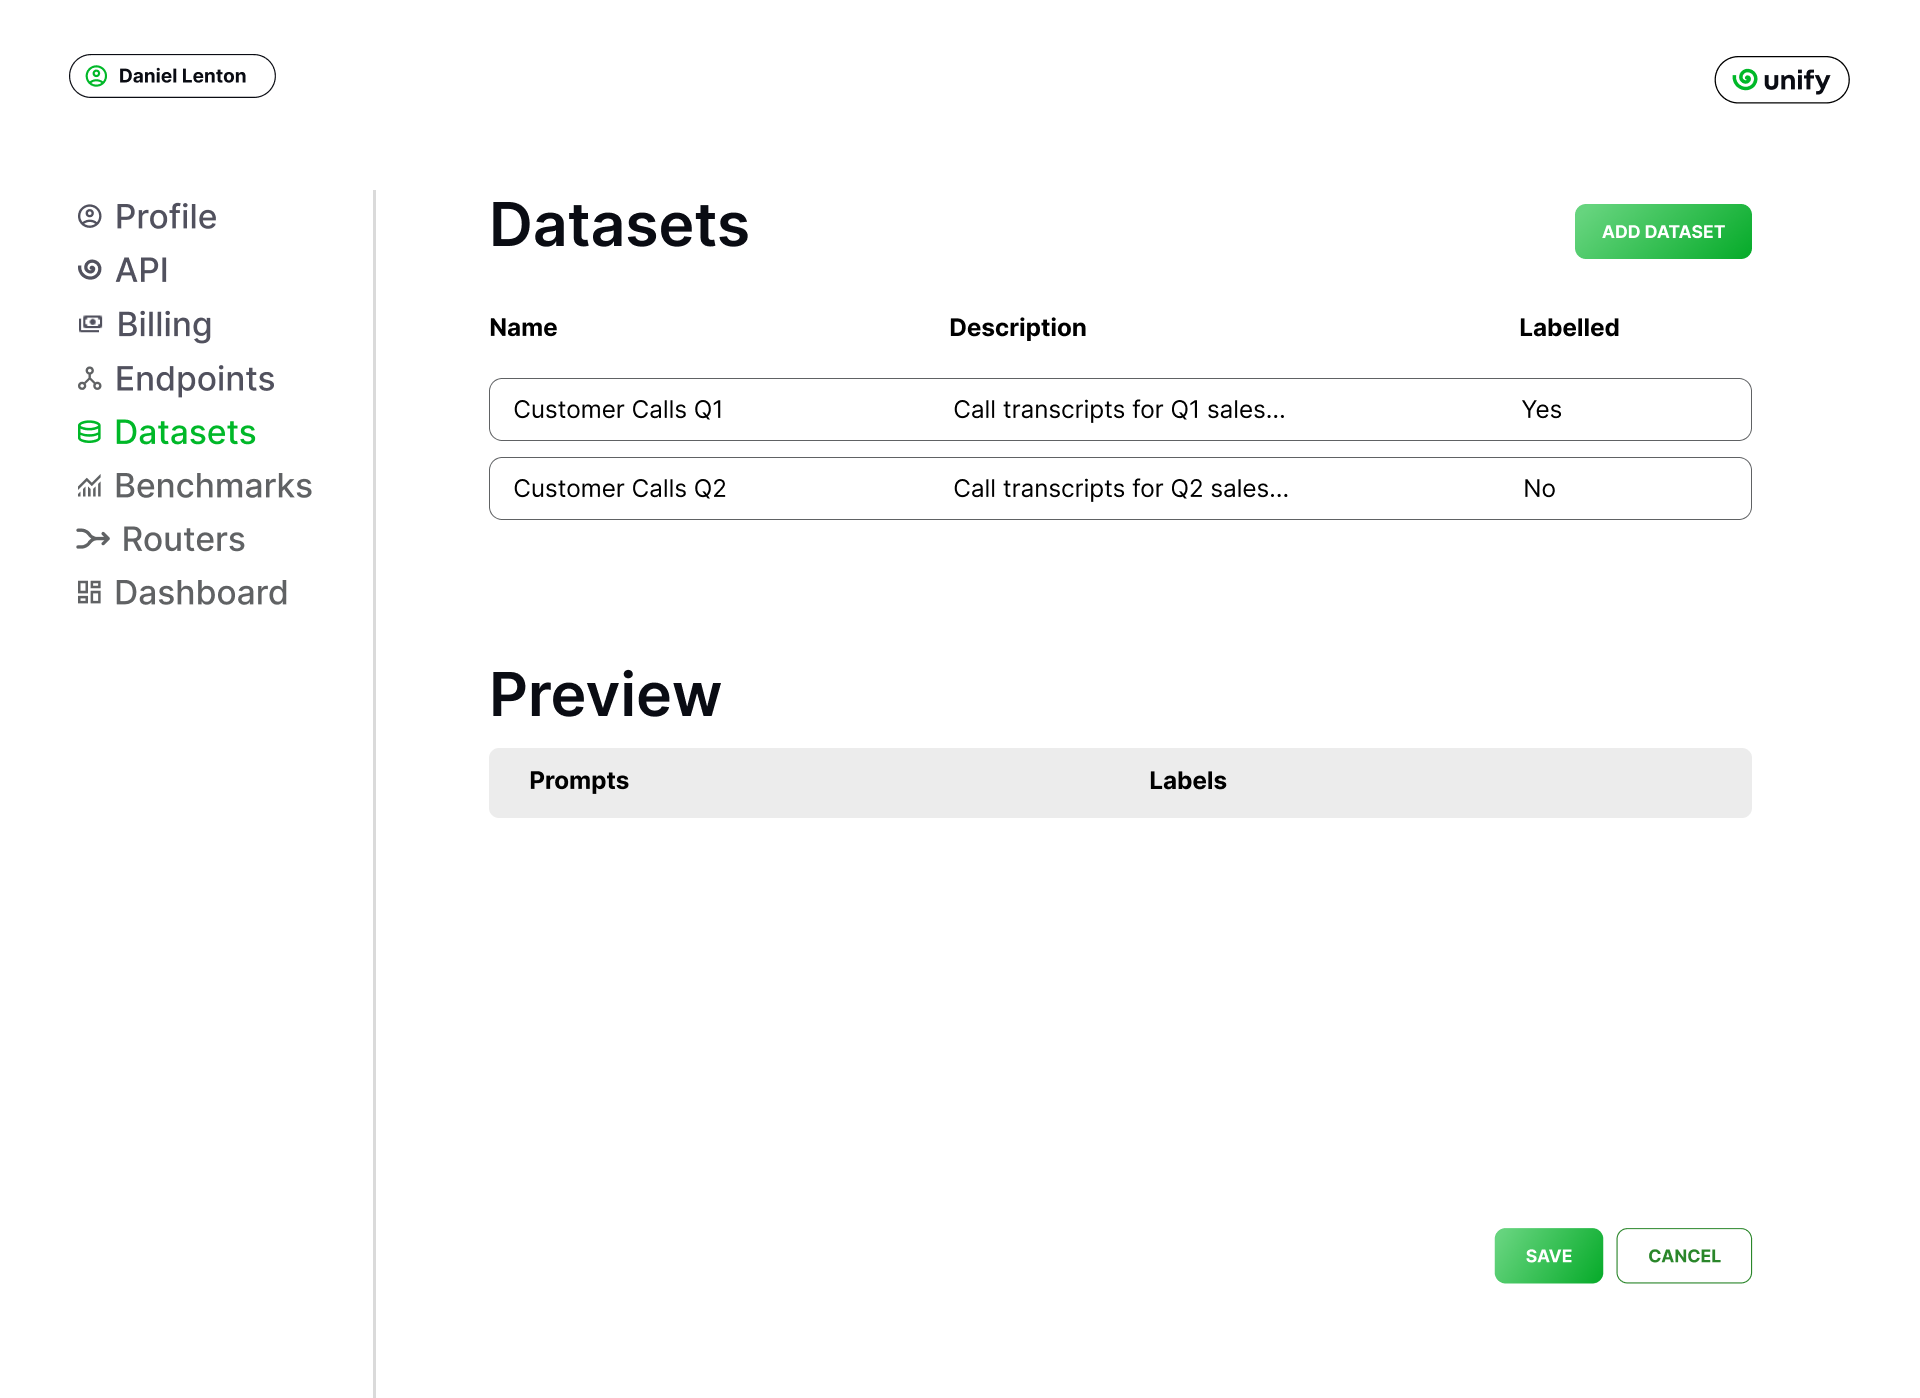 Daniel Lenton
unify
Profile
API
Billing
Endpoints
Datasets
Benchmarks
Routers
Dashboard
Datasets
ADD DATASET
Name Description Labelled
Customer Calls Q1 Call transcripts for Q1 sales... Yes
Customer Calls Q2 Call transcripts for Q2 sales... No
Preview
Prompts Labels
SAVE CANCEL